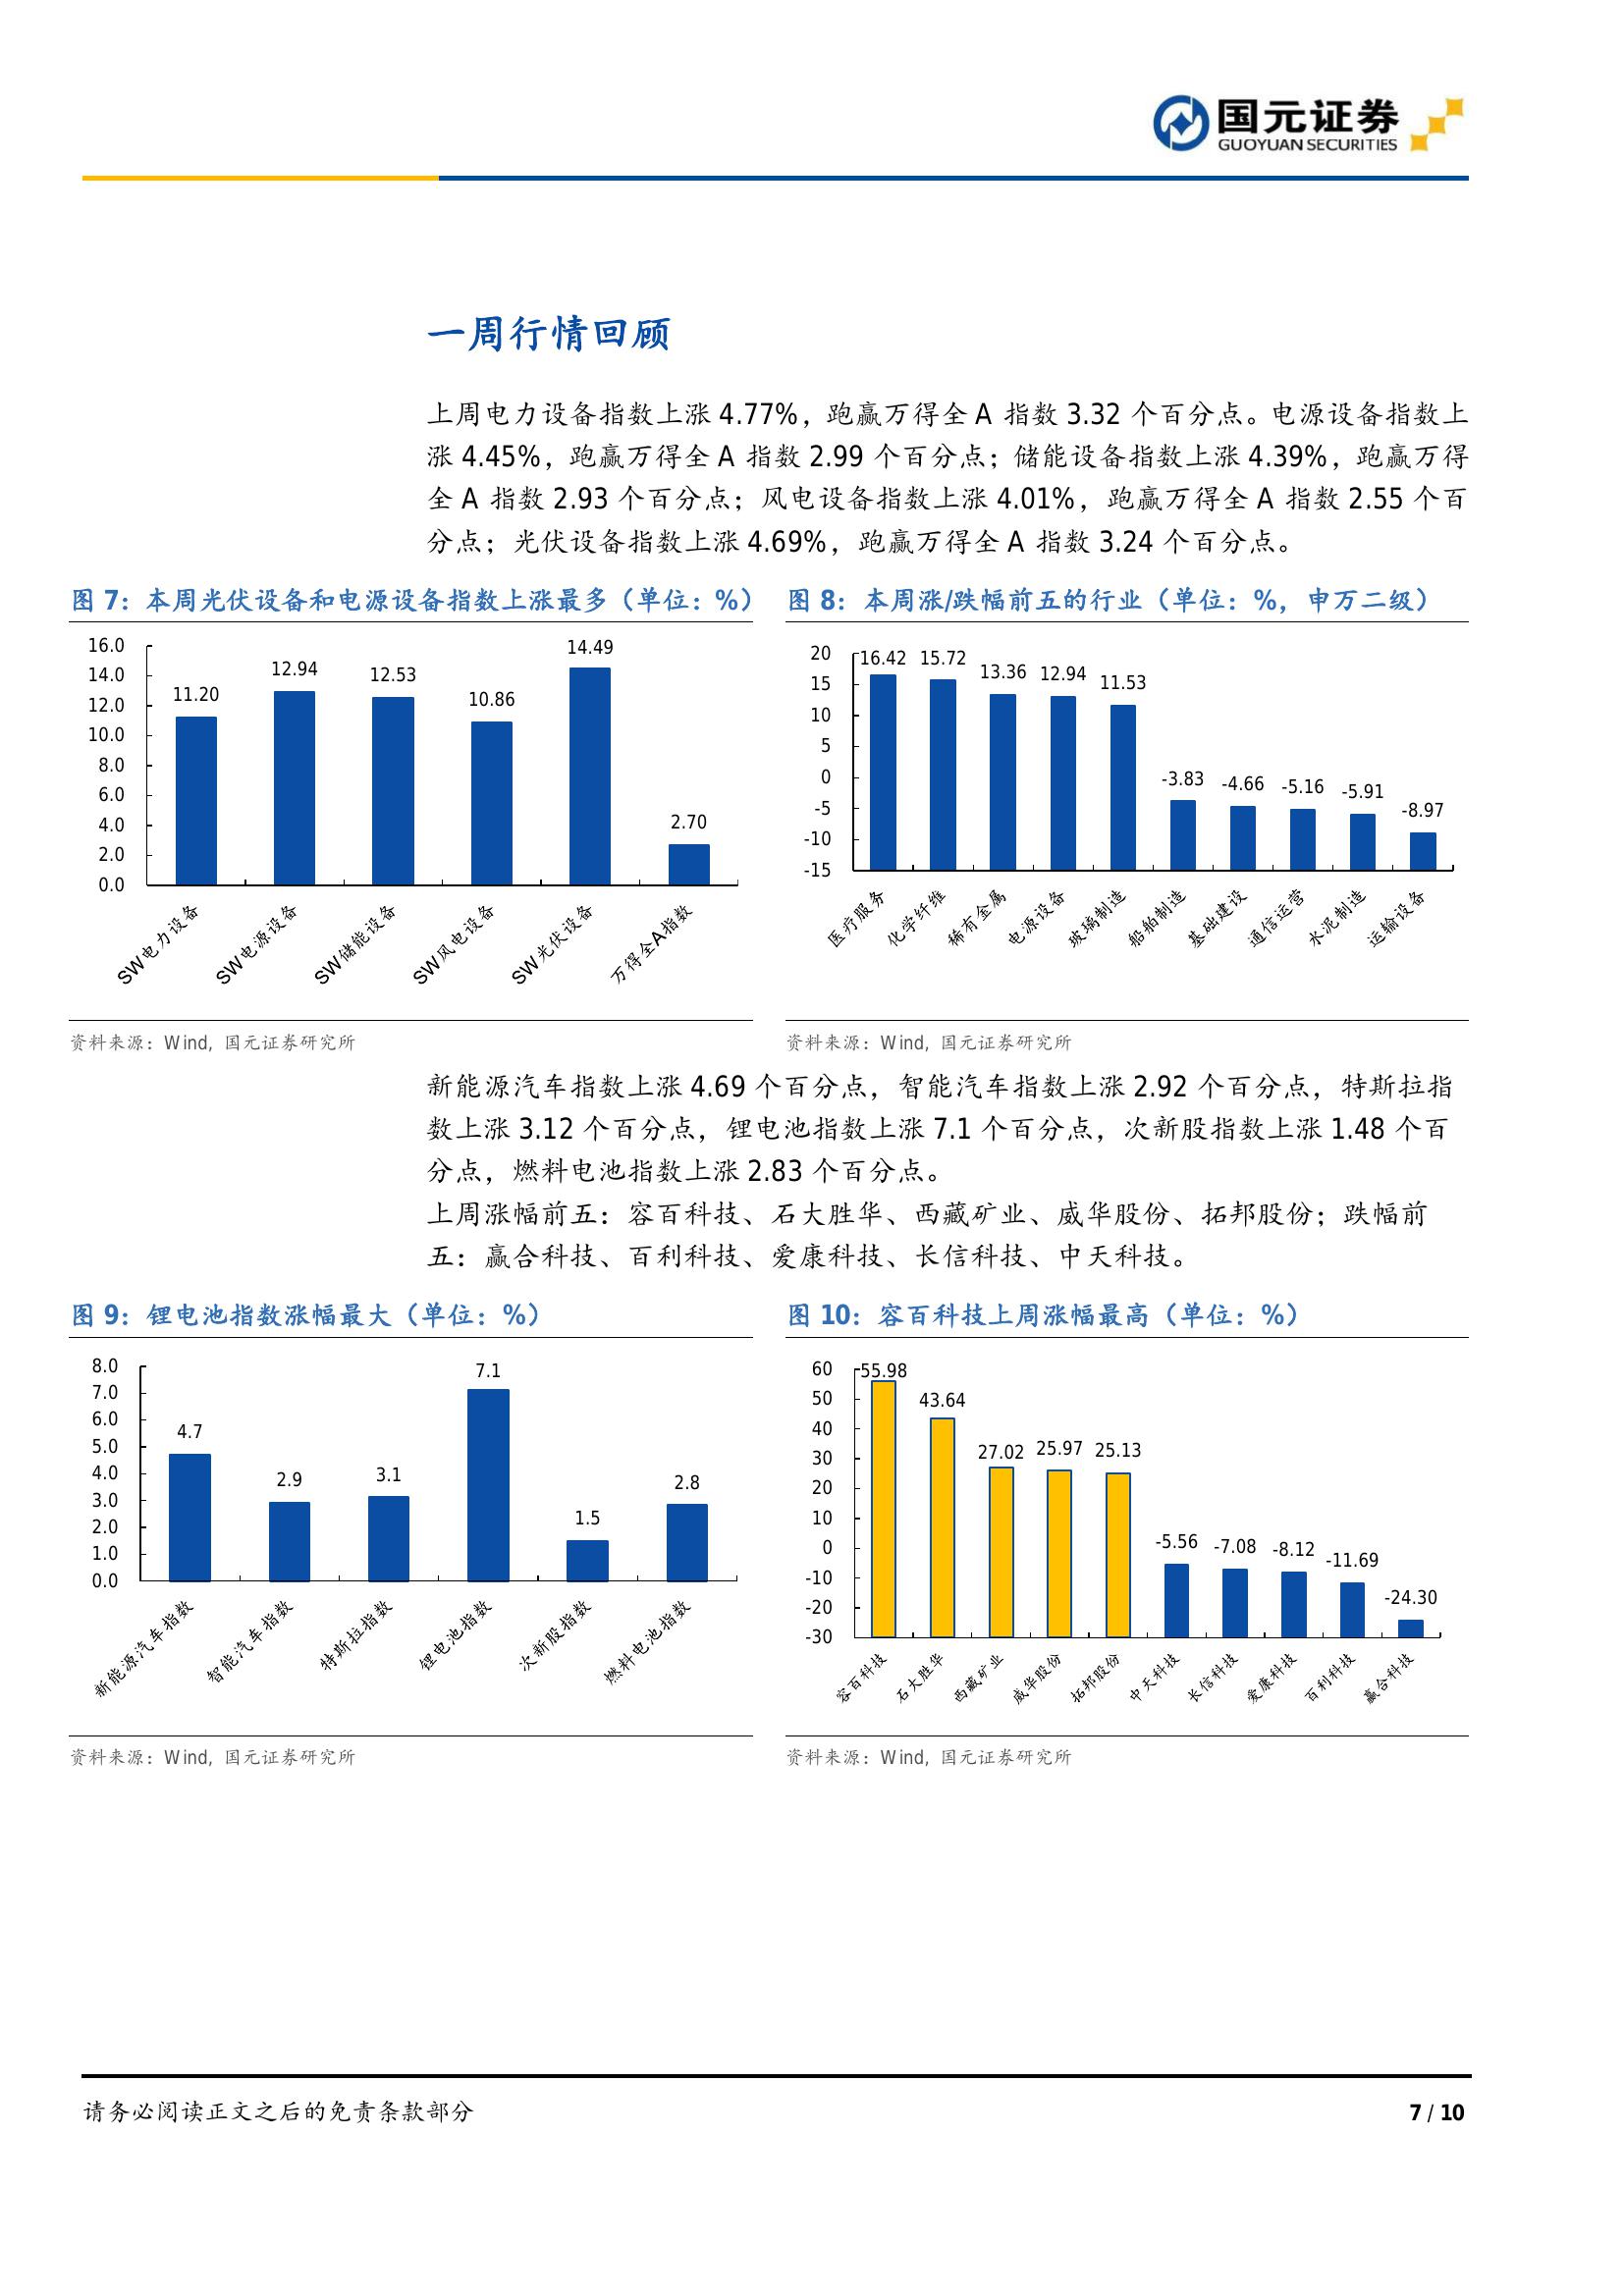 国元证券
GUOYUAN SECURITIES
一周行情回顾
上周电力设备指数上涨 4.77%，跑赢万得全 A 指数 3.32 个百分点。电源设备指数上
涨 4.45%，跑赢万得全 A 指数 2.99 个百分点；储能设备指数上涨 4.39%，跑赢万得
全 A 指数 2.93 个百分点；风电设备指数上涨 4.01%，跑赢万得全 A 指数 2.55 个百
分点；光伏设备指数上涨 4.69%，跑赢万得全 A 指数 3.24 个百分点。
图 7：本周光伏设备和电源设备指数上涨最多（单位：%）
16.0
14.0
12.0
10.0
8.0
6.0
4.0
2.0
0.0
11.20
12.94
12.53
10.86
14.49
2.70
SW电力设备
SW电源设备
SW储能设备
SW风电设备
SW光伏设备
万得全A指数
资料来源：Wind, 国元证券研究所
图 8：本周涨/跌幅前五的行业（单位：%，申万二级）
20
15
10
5
0
-5
-10
-15
16.42
15.72
13.36
12.94
11.53
-3.83
-4.66
-5.16
-5.91
-8.97
医疗服务
化学纤维
稀有金属
电源设备
玻璃制造
船舶制造
基础建设
通信运营
水泥制造
运输设备
资料来源：Wind, 国元证券研究所
新能源汽车指数上涨 4.69 个百分点，智能汽车指数上涨 2.92 个百分点，特斯拉指
数上涨 3.12 个百分点，锂电池指数上涨 7.1 个百分点，次新股指数上涨 1.48 个百
分点，燃料电池指数上涨 2.83 个百分点。
上周涨幅前五：容百科技、石大胜华、西藏矿业、威华股份、拓邦股份；跌幅前
五：赢合科技、百利科技、爱康科技、长信科技、中天科技。
图 9：锂电池指数涨幅最大（单位：%）
8.0
7.0
6.0
5.0
4.0
3.0
2.0
1.0
0.0
4.7
2.9
3.1
7.1
1.5
2.8
新能源汽车指数
智能汽车指数
特斯拉指数
锂电池指数
次新股指数
燃料电池指数
资料来源：Wind, 国元证券研究所
图 10：容百科技上周涨幅最高（单位：%）
60
50
40
30
20
10
0
-10
-20
-30
55.98
43.64
27.02
25.97
25.13
-5.56
-7.08
-8.12
-11.69
-24.30
容百科技
石大胜华
西藏矿业
威华股份
拓邦股份
中天科技
长信科技
爱康科技
百利科技
赢合科技
资料来源：Wind, 国元证券研究所
请务必阅读正文之后的免责条款部分
7 / 10